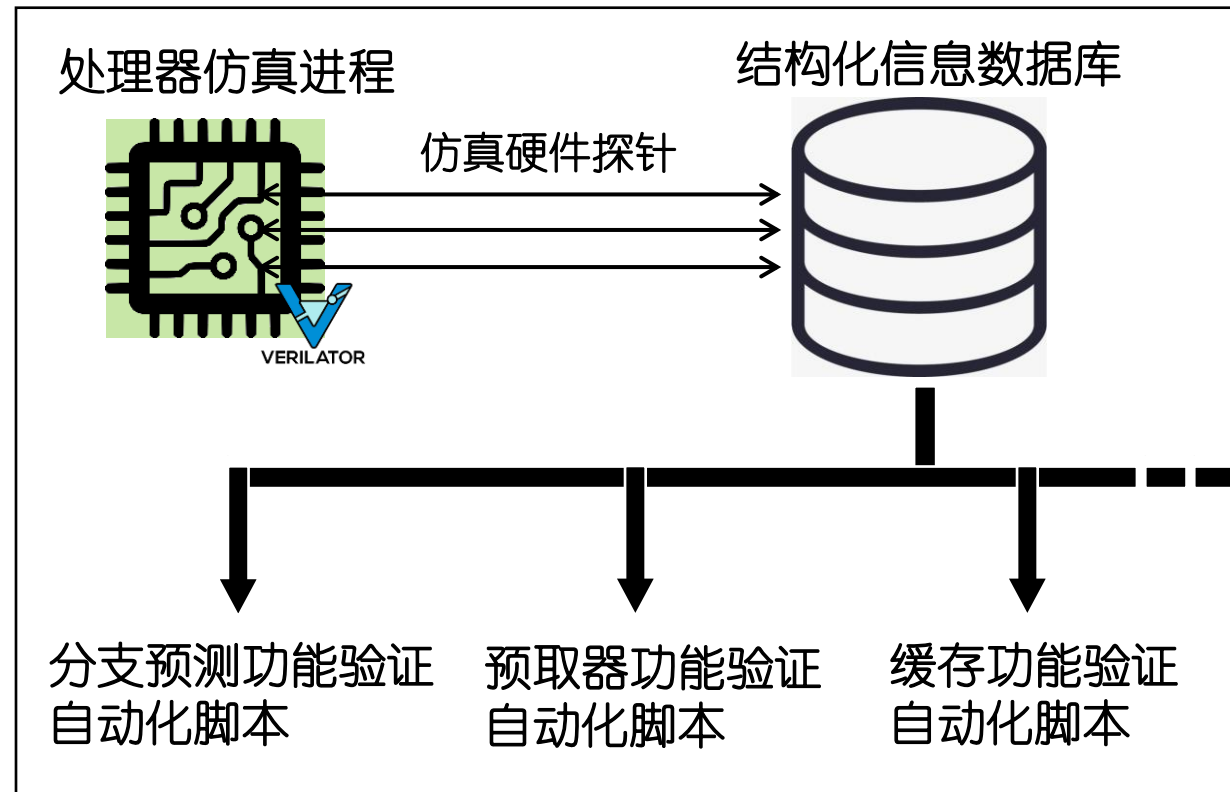 处理器仿真进程
结构化信息数据库
仿真硬件探针
VERILATOR
分支预测功能验证
自动化脚本
预取器功能验证
自动化脚本
缓存功能验证
自动化脚本